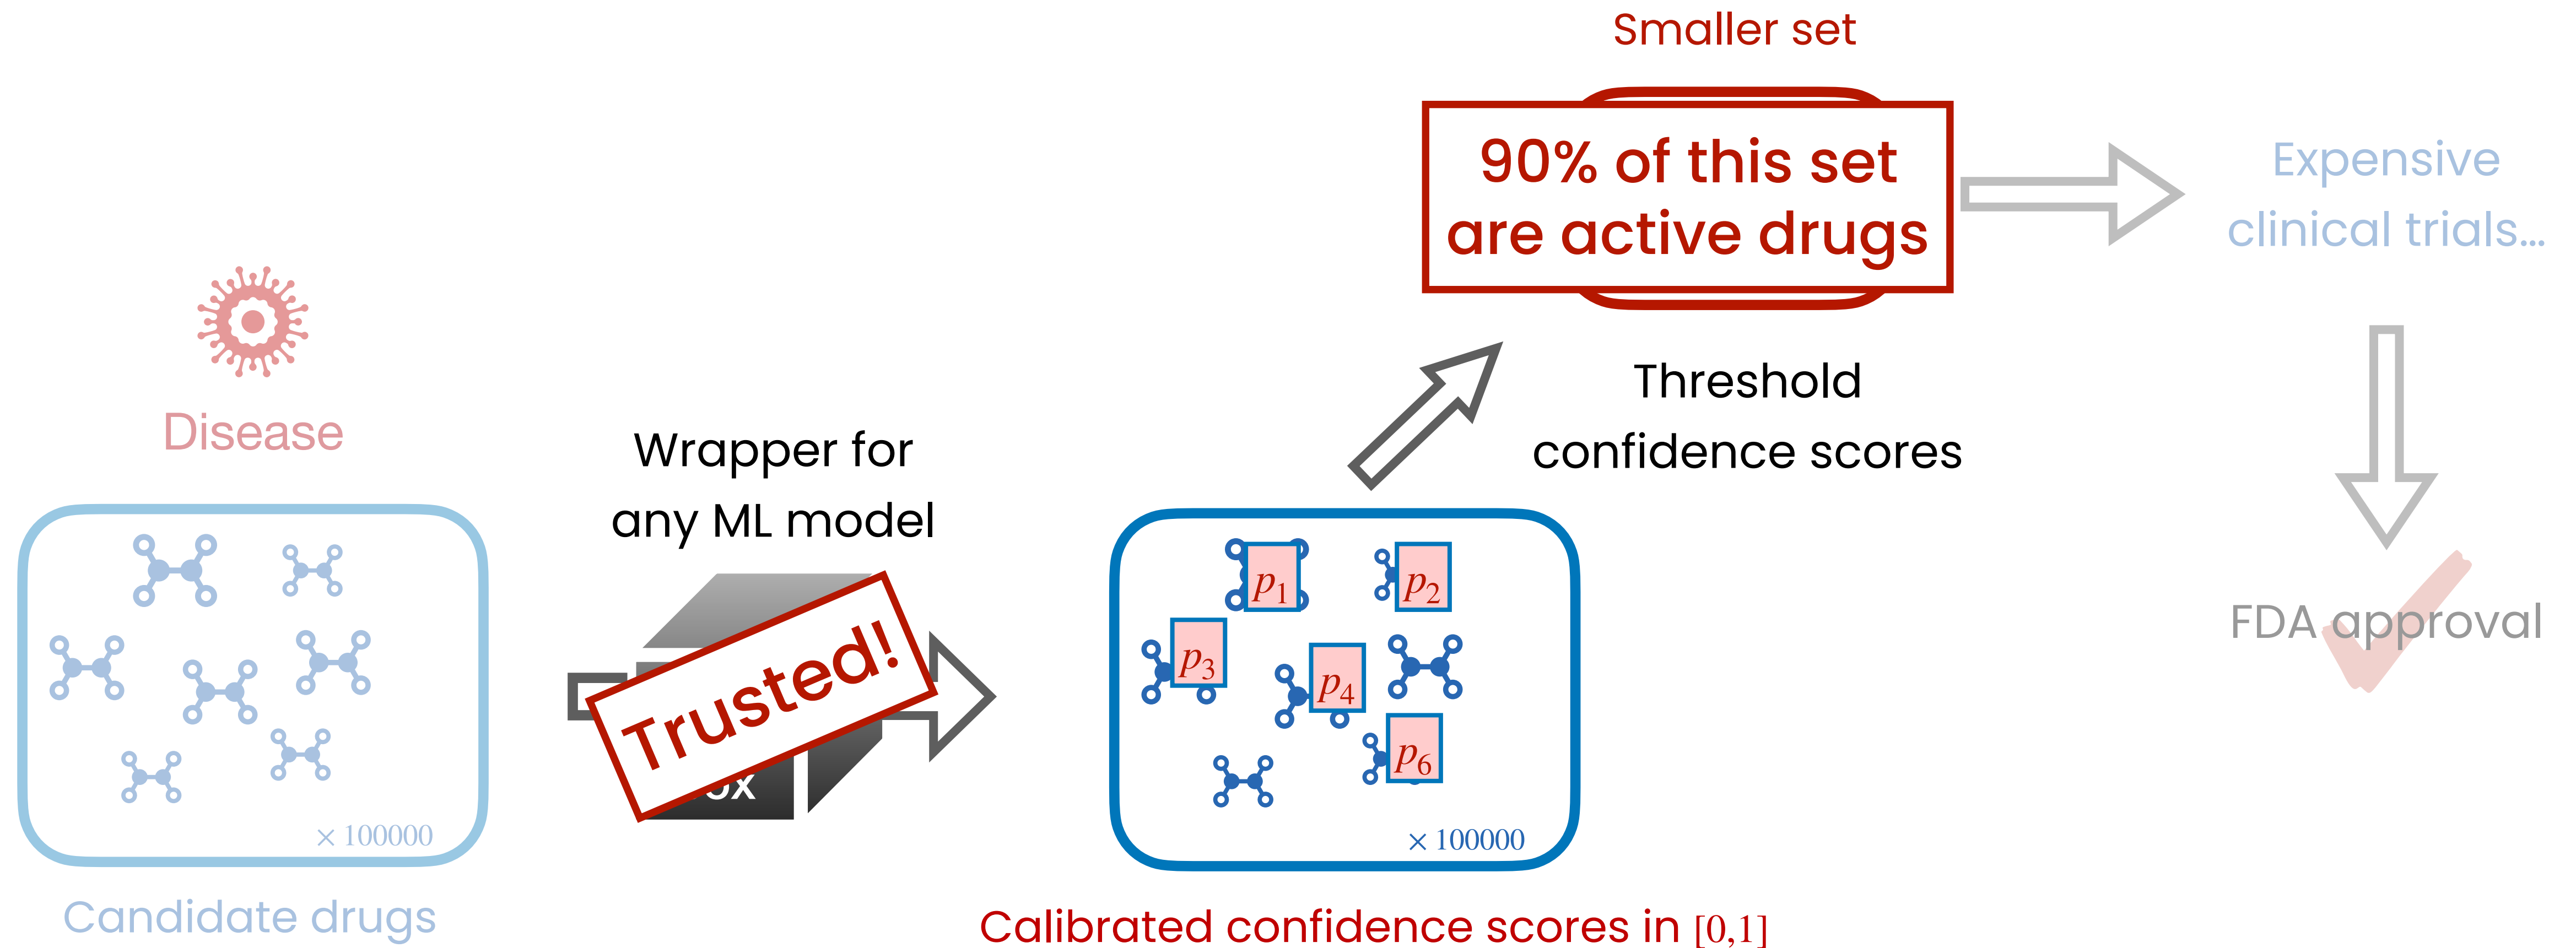 Disease
× 100000
Candidate drugs
Wrapper for
any ML model
Trusted!
p1
p2
p3
p4
p6
× 100000
Calibrated confidence scores in [0,1]
Threshold
confidence scores
Smaller set
90% of this set
are active drugs
Expensive
clinical trials...
FDA approval